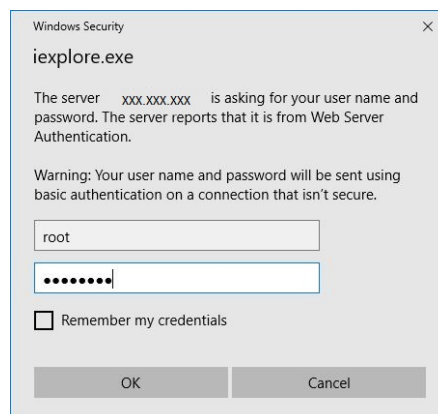 Windows Security
iexplore.exe
The server xxx.xxx.xxx is asking for your user name and
password. The server reports that it is from Web Server
Authentication.
Warning: Your user name and password will be sent using
basic authentication on a connection that isn’t secure.
root
●●●●●●●●
Remember my credentials
OK
Cancel